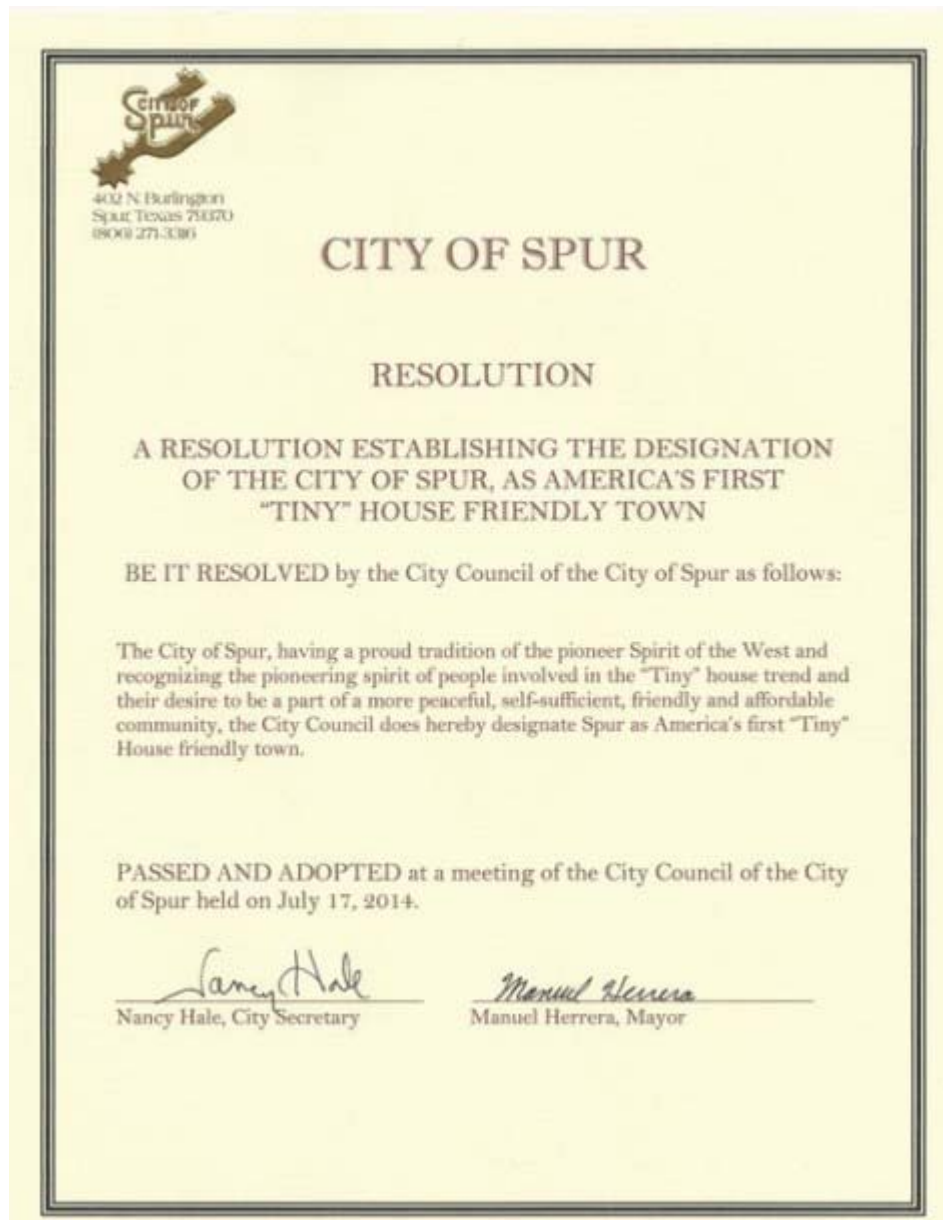 CITY OF
Spur
402 N. Burlington
Spur, Texas 79370
(806) 271-3316
CITY OF SPUR
RESOLUTION
A RESOLUTION ESTABLISHING THE DESIGNATION
OF THE CITY OF SPUR, AS AMERICA'S FIRST
“TINY” HOUSE FRIENDLY TOWN
BE IT RESOLVED by the City Council of the City of Spur as follows:
The City of Spur, having a proud tradition of the pioneer Spirit of the West and
recognizing the pioneering spirit of people involved in the “Tiny” house trend and
their desire to be a part of a more peaceful, self-sufficient, friendly and affordable
community, the City Council does hereby designate Spur as America's first “Tiny”
House friendly town.
PASSED AND ADOPTED at a meeting of the City Council of the City
of Spur held on July 17, 2014.
Nancy Hale
Manuel Herrera
Nancy Hale, City Secretary
Manuel Herrera, Mayor